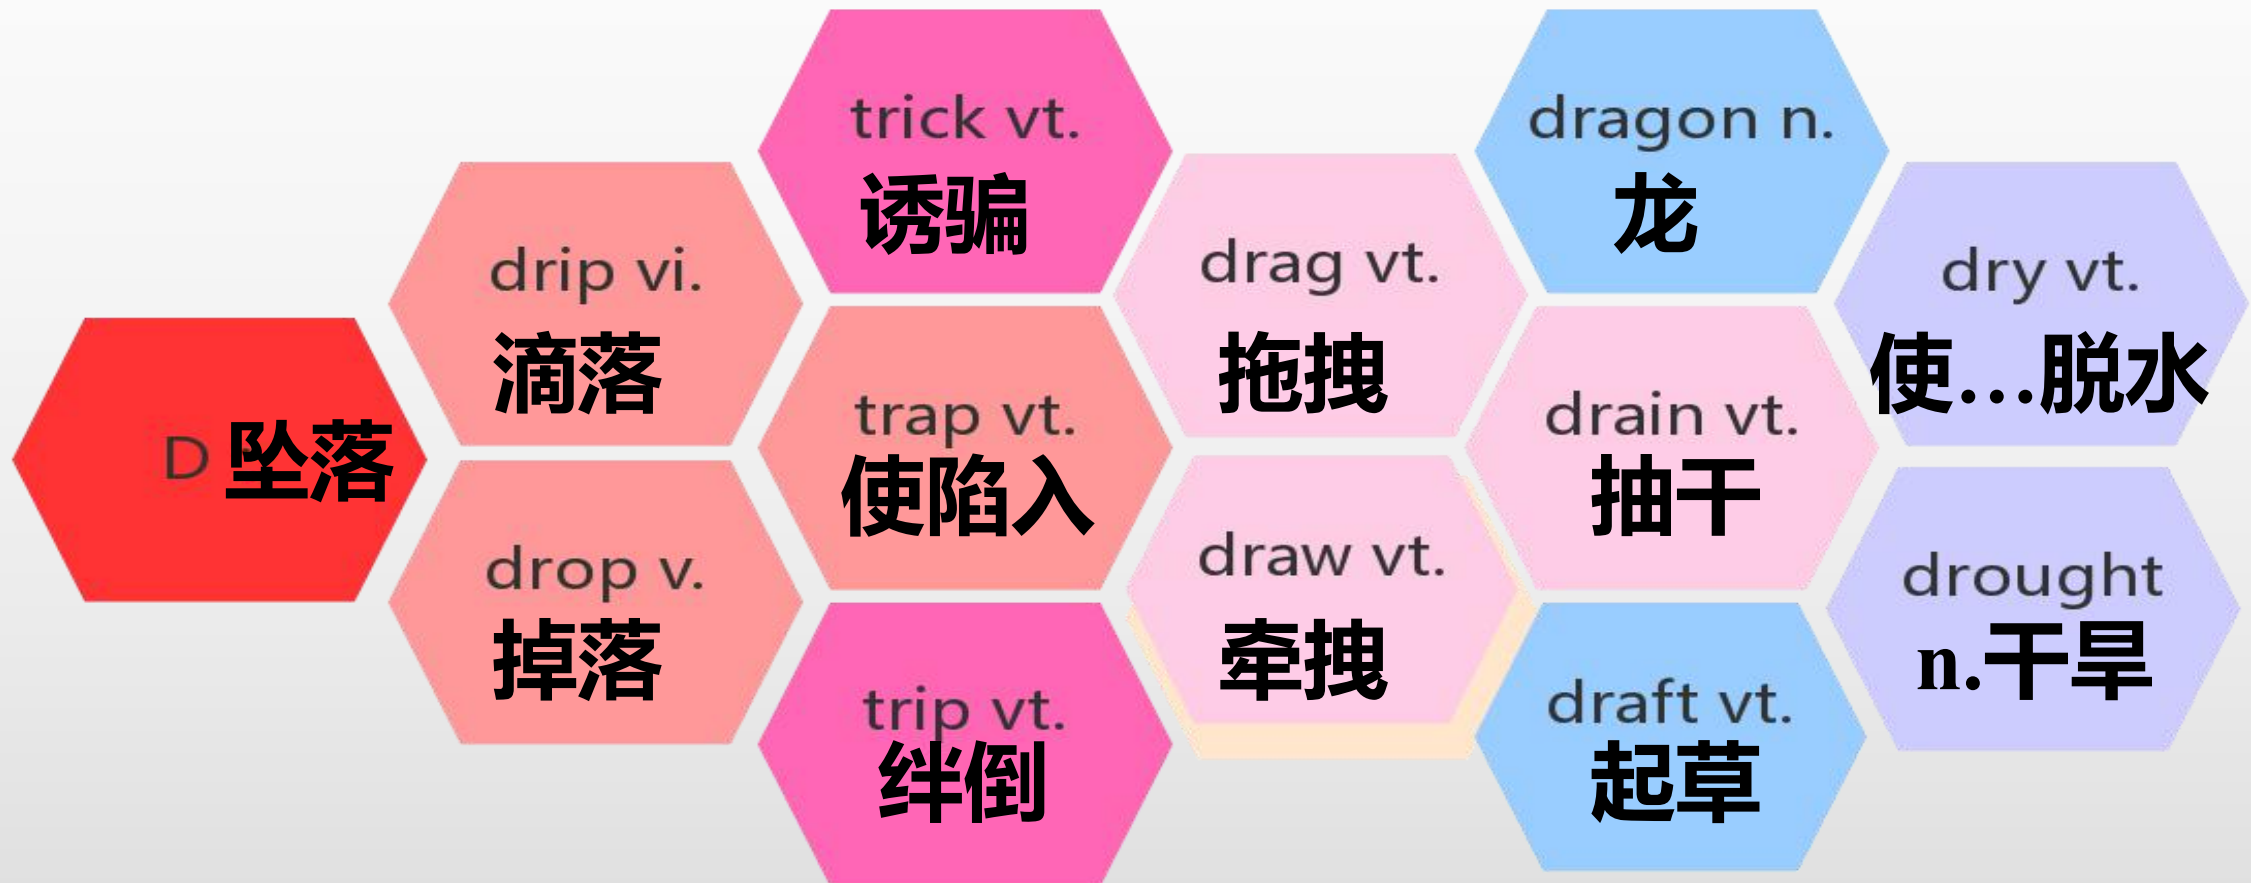 D 坠落
drip vi.
滴落
drop v.
掉落
trick vt.
诱骗
trap vt.
使陷入
trip vt.
绊倒
drag vt.
拖拽
draw vt.
牵拽
dragon n.
龙
drain vt.
抽干
draft vt.
起草
dry vt.
使…脱水
drought
n.干旱